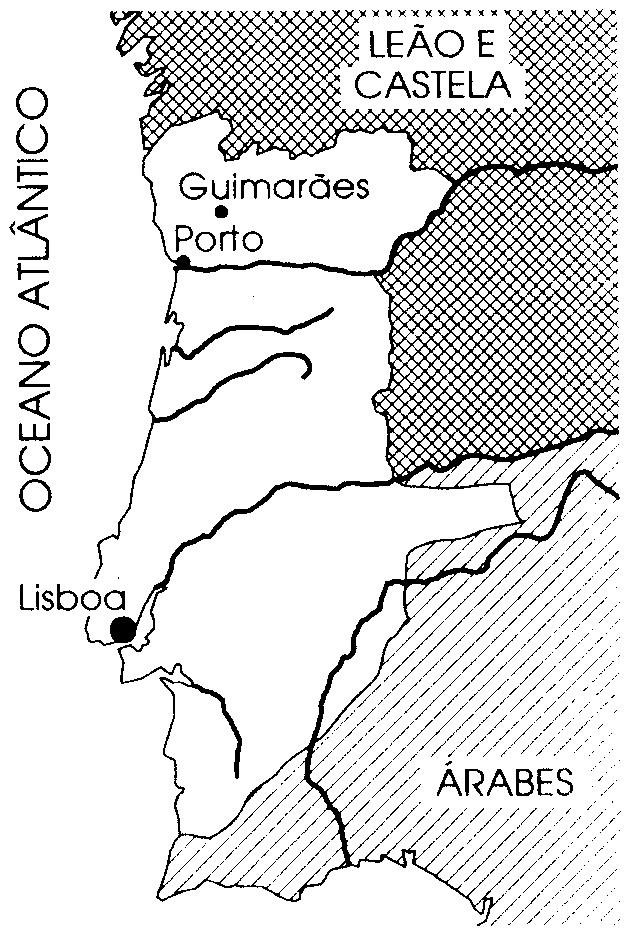 LEÃO E
CASTELA
OCEANO ATLÂNTICO
Guimarães
Porto
Lisboa
ÁRABES